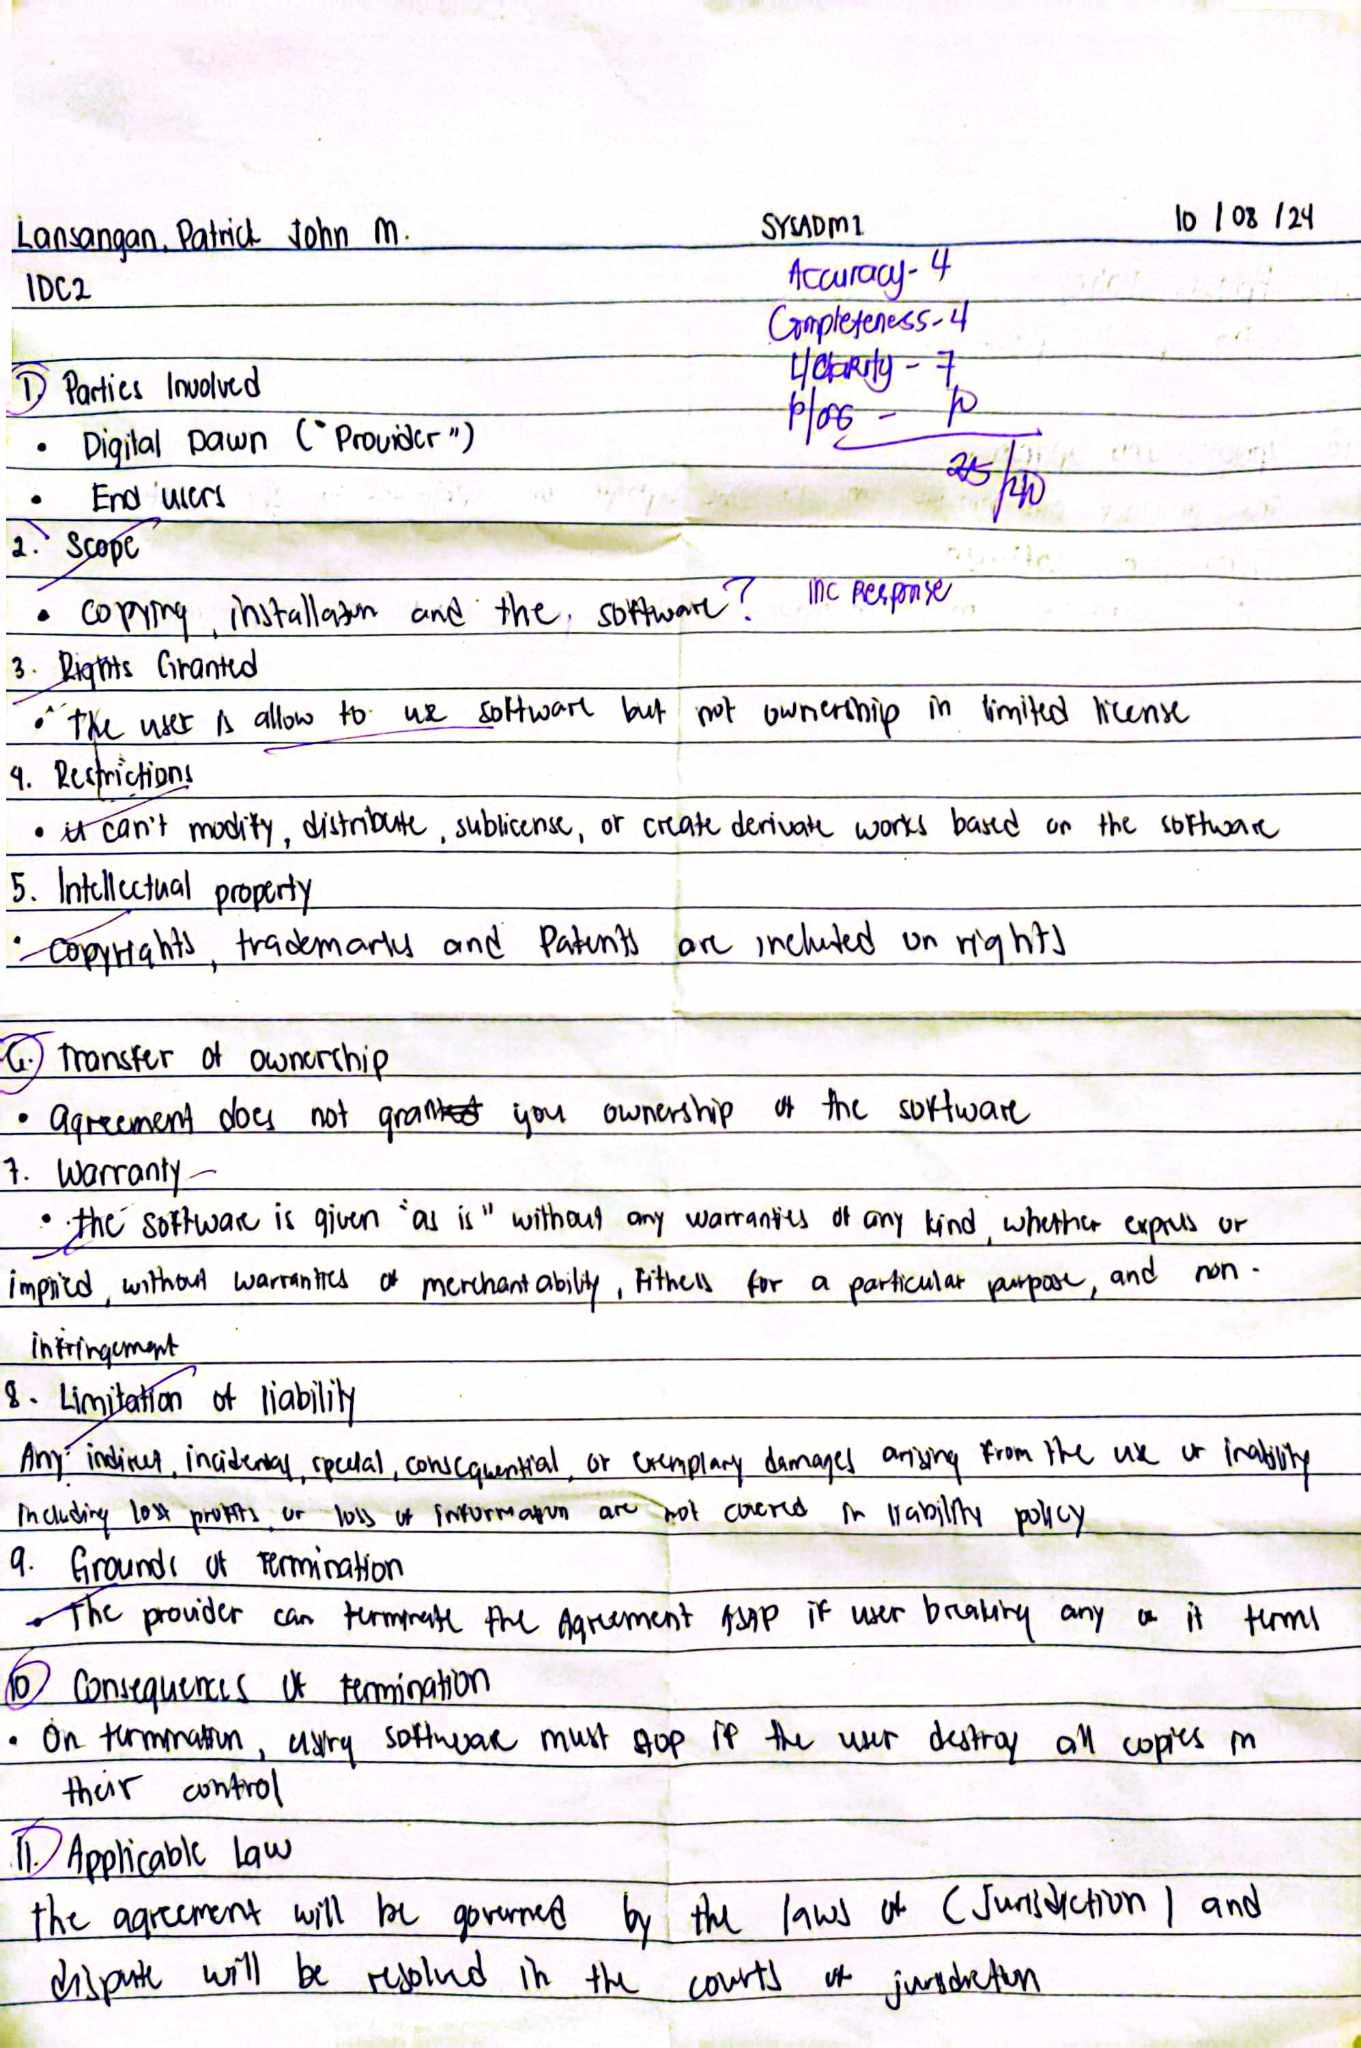 Lansangan, Patrick John M. SYSADM1 10 / 08 / 24
IDC2
Accuracy - 4
Completeness - 4
Clarity - 7
10
25/40
1. Parties Involved
• Digital Dawn ("Provider")
• End users
2. Scope
• Copying, installation and the software? inc Response
3. Rights Granted
• The user is allow to use software but not ownership in limited license
4. Restrictions
• it can't modify, distribute, sublicense, or create derivate works based on the software
5. Intellectual property
• Copyrights, trademarks and Patents are included on rights
6. Transfer of ownership
• Agreement does not grant you ownership of the software
7. Warranty
• the software is given "as is" without any warranties of any kind, whether express or
implied, without warranties of merchantability, Fitness for a particular purpose, and non-
infringement
8. Limitation of liability
Any indirect, incidental, special, consequential, or exemplary damages arising from the use or inability
including lost profits, or loss of information are not covered in liability policy
9. Grounds of termination
• The provider can terminate the Agreement ASAP if user breaking any of it terms
10. Consequences of termination
• On termination, using software must stop if the user destroy all copies in
their control
11. Applicable Law
the agreement will be governed by the laws of (Jurisdiction) and
dispute will be resolved in the courts of jurisdiction